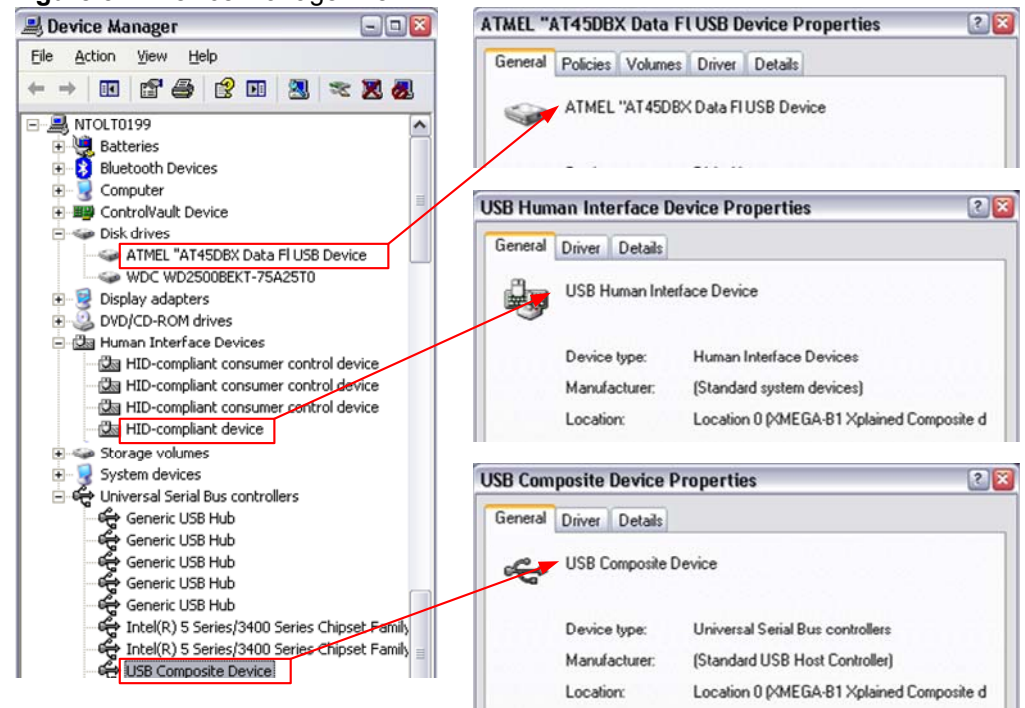 Device Manager
File Action View Help
NTOLT0199
Batteries
Bluetooth Devices
Computer
ControlVault Device
Disk drives
ATMEL "AT45DBX Data Fl USB Device
WDC WD2500BEKT-75A25T0
Display adapters
DVD/CD-ROM drives
Human Interface Devices
HID-compliant consumer control device
HID-compliant consumer control device
HID-compliant consumer control device
HID-compliant device
Storage volumes
System devices
Universal Serial Bus controllers
Generic USB Hub
Generic USB Hub
Generic USB Hub
Generic USB Hub
Generic USB Hub
Intel(R) 5 Series/3400 Series Chipset Family
Intel(R) 5 Series/3400 Series Chipset Family
USB Composite Device
ATMEL "AT45DBX Data Fl USB Device Properties
General Policies Volumes Driver Details
ATMEL "AT45DBX Data Fl USB Device
USB Human Interface Device Properties
General Driver Details
USB Human Interface Device
Device type: Human Interface Devices
Manufacturer: (Standard system devices)
Location: Location 0 (XMEGA-B1 Xplained Composite d
USB Composite Device Properties
General Driver Details
USB Composite Device
Device type: Universal Serial Bus controllers
Manufacturer: (Standard USB Host Controller)
Location: Location 0 (XMEGA-B1 Xplained Composite d